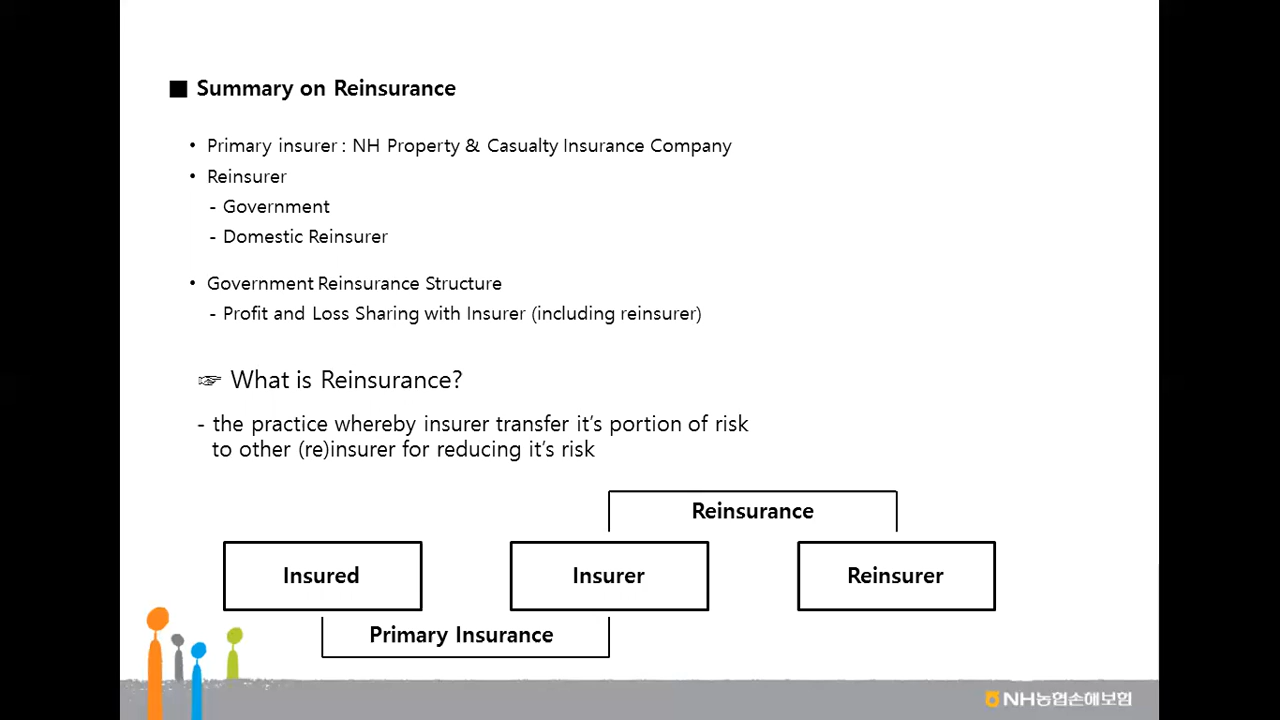 ■ Summary on Reinsurance
• Primary insurer : NH Property & Casualty Insurance Company
• Reinsurer
- Government
- Domestic Reinsurer
• Government Reinsurance Structure
- Profit and Loss Sharing with Insurer (including reinsurer)
☞ What is Reinsurance?
- the practice whereby insurer transfer it's portion of risk
to other (re)insurer for reducing it's risk
Reinsurance
Insured
Insurer
Reinsurer
Primary Insurance
NH농협손해보험